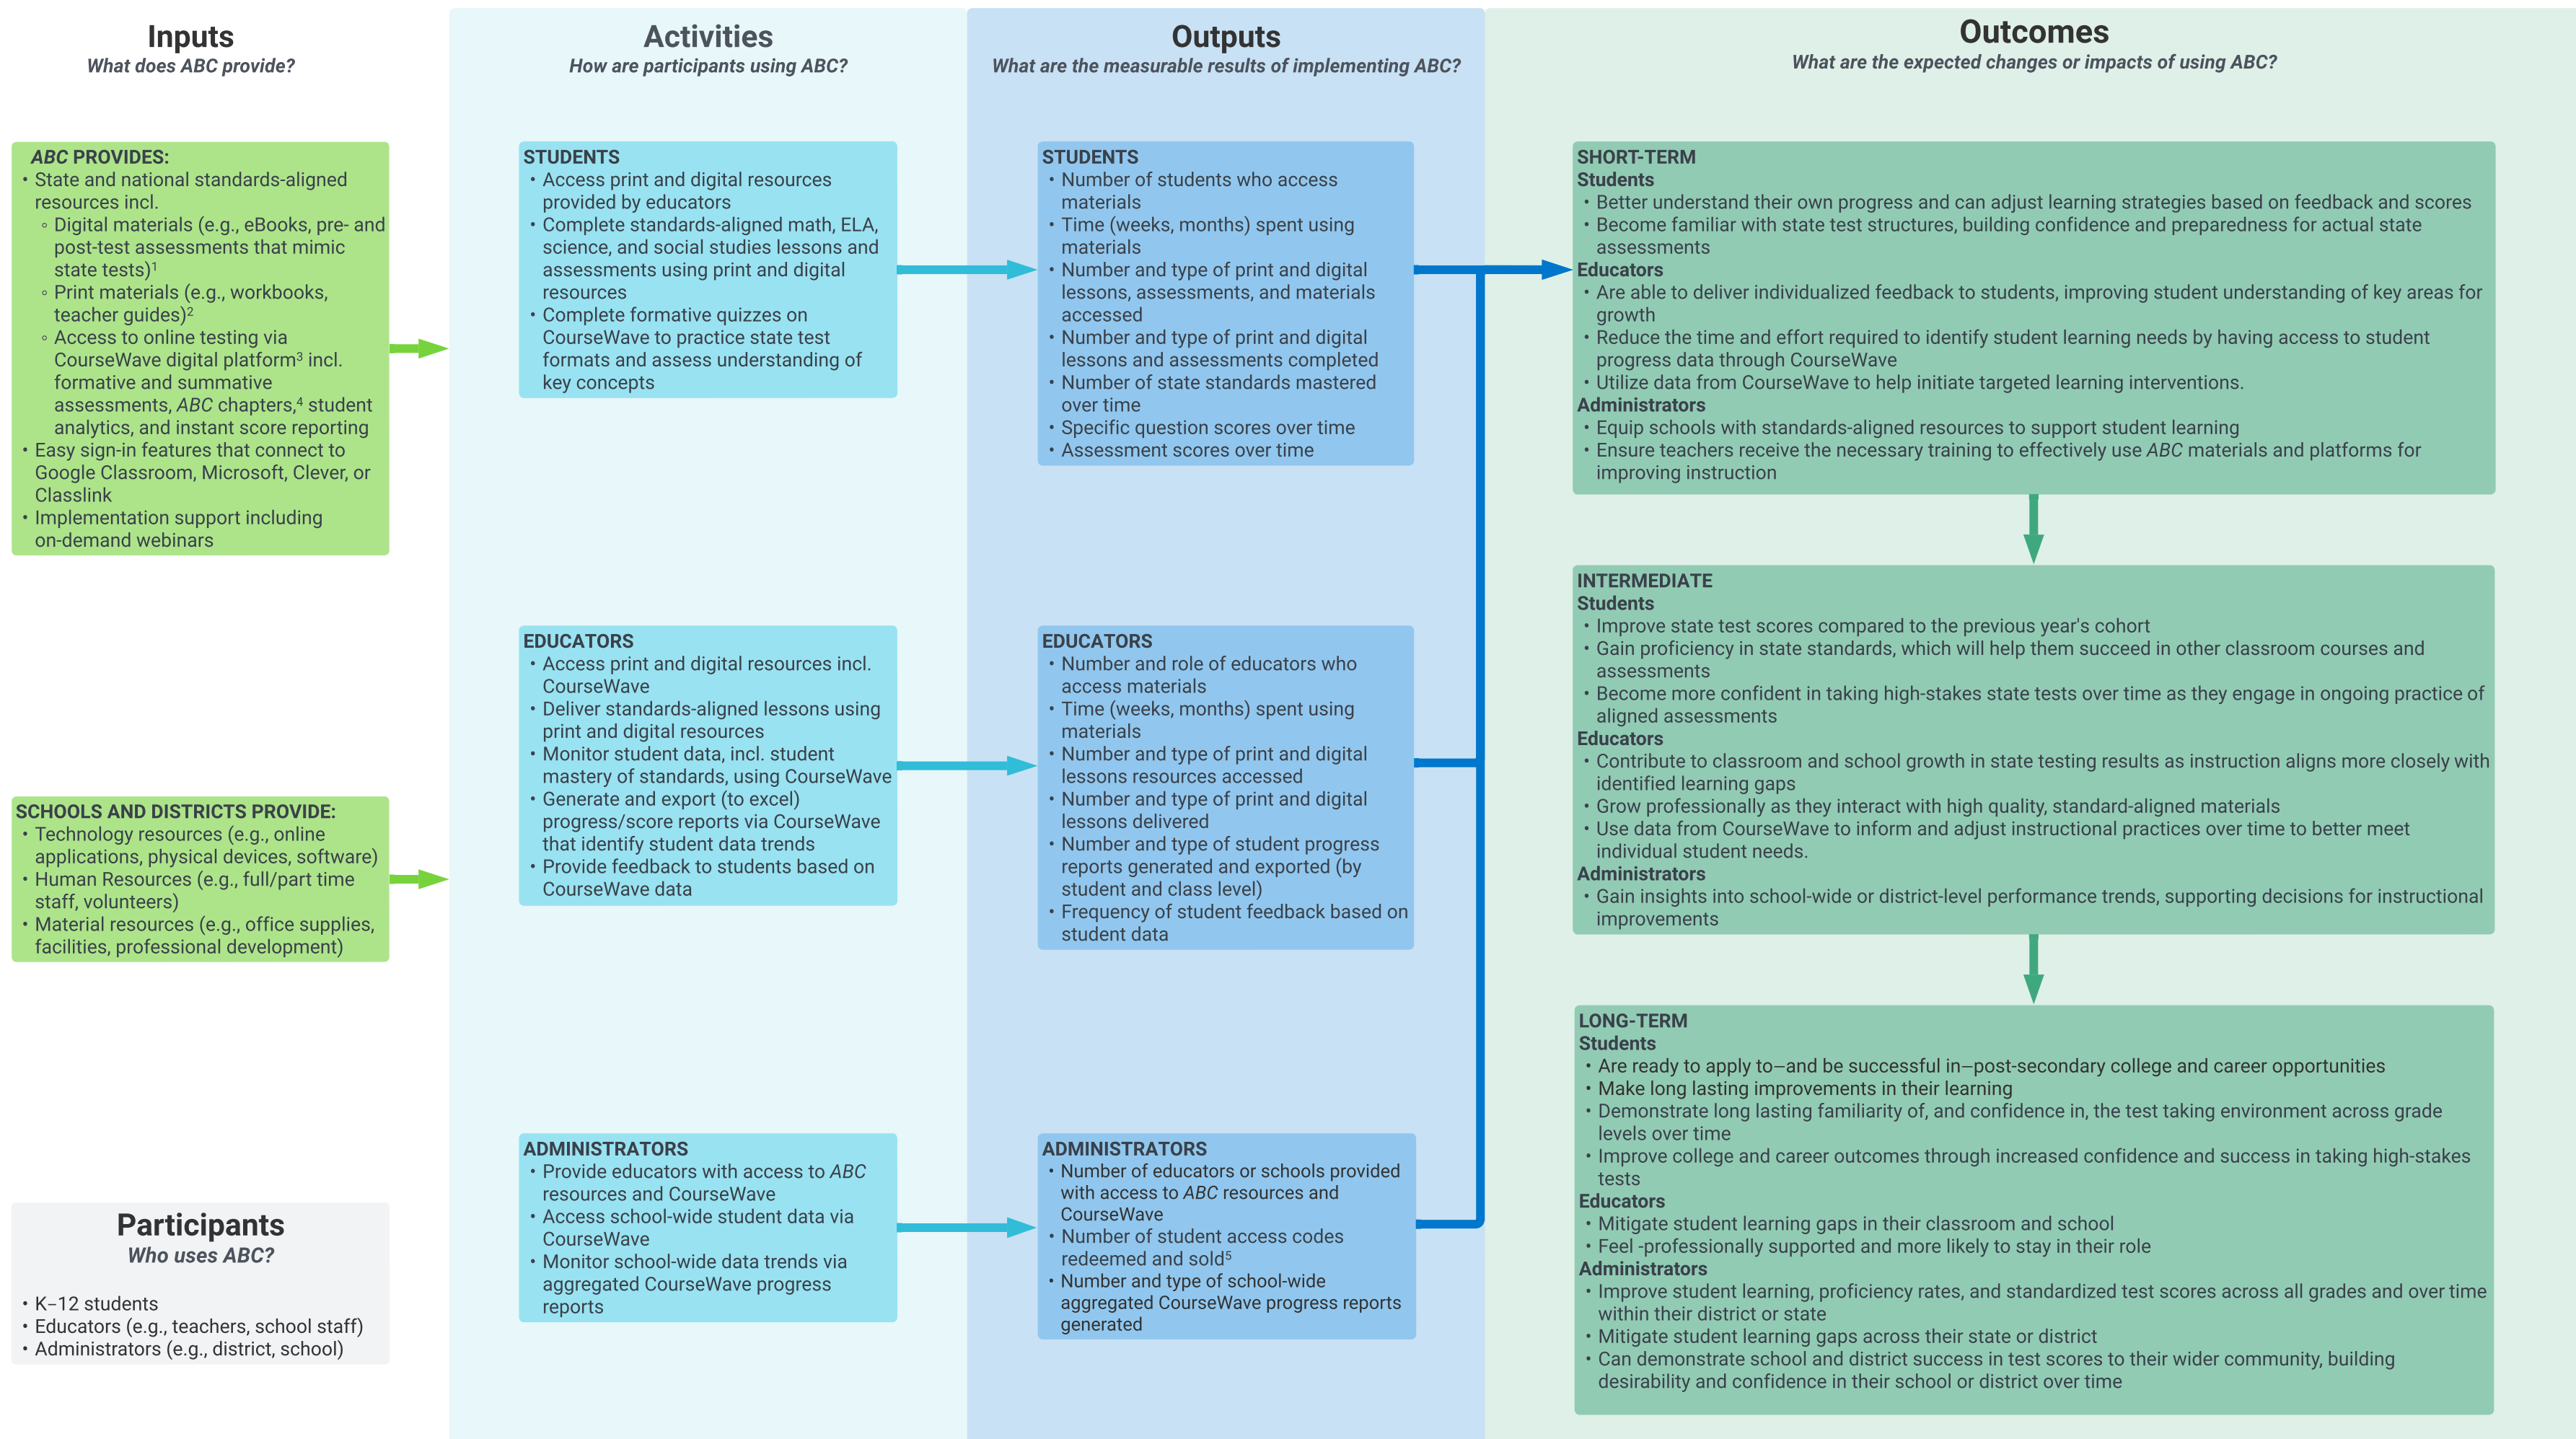 Inputs
What does ABC provide?
ABC PROVIDES:
• State and national standards-aligned
resources incl.
◦ Digital materials (e.g., eBooks, pre- and
post-test assessments that mimic
state tests)¹
◦ Print materials (e.g., workbooks,
teacher guides)²
◦ Access to online testing via
CourseWave digital platform³ incl.
formative and summative
assessments, ABC chapters,⁴ student
analytics, and instant score reporting
• Easy sign-in features that connect to
Google Classroom, Microsoft, Clever, or
Classlink
• Implementation support including
on-demand webinars
SCHOOLS AND DISTRICTS PROVIDE:
• Technology resources (e.g., online
applications, physical devices, software)
• Human Resources (e.g., full/part time
staff, volunteers)
• Material resources (e.g., office supplies,
facilities, professional development)
Participants
Who uses ABC?
• K–12 students
• Educators (e.g., teachers, school staff)
• Administrators (e.g., district, school)
Activities
How are participants using ABC?
STUDENTS
• Access print and digital resources
provided by educators
• Complete standards-aligned math, ELA,
science, and social studies lessons and
assessments using print and digital
resources
• Complete formative quizzes on
CourseWave to practice state test
formats and assess understanding of
key concepts
EDUCATORS
• Access print and digital resources incl.
CourseWave
• Deliver standards-aligned lessons using
print and digital resources
• Monitor student data, incl. student
mastery of standards, using CourseWave
• Generate and export (to excel)
progress/score reports via CourseWave
that identify student data trends
• Provide feedback to students based on
CourseWave data
ADMINISTRATORS
• Provide educators with access to ABC
resources and CourseWave
• Access school-wide student data via
CourseWave
• Monitor school-wide data trends via
aggregated CourseWave progress
reports
Outputs
What are the measurable results of implementing ABC?
STUDENTS
• Number of students who access
materials
• Time (weeks, months) spent using
materials
• Number and type of print and digital
lessons, assessments, and materials
accessed
• Number and type of print and digital
lessons and assessments completed
• Number of state standards mastered
over time
• Specific question scores over time
• Assessment scores over time
EDUCATORS
• Number and role of educators who
access materials
• Time (weeks, months) spent using
materials
• Number and type of print and digital
lessons resources accessed
• Number and type of print and digital
lessons delivered
• Number and type of student progress
reports generated and exported (by
student and class level)
• Frequency of student feedback based on
student data
ADMINISTRATORS
• Number of educators or schools provided
with access to ABC resources and
CourseWave
• Number of student access codes
redeemed and sold⁵
• Number and type of school-wide
aggregated CourseWave progress reports
generated
Outcomes
What are the expected changes or impacts of using ABC?
SHORT-TERM
Students
• Better understand their own progress and can adjust learning strategies based on feedback and scores
• Become familiar with state test structures, building confidence and preparedness for actual state
assessments
Educators
• Are able to deliver individualized feedback to students, improving student understanding of key areas for
growth
• Reduce the time and effort required to identify student learning needs by having access to student
progress data through CourseWave
• Utilize data from CourseWave to help initiate targeted learning interventions.
Administrators
• Equip schools with standards-aligned resources to support student learning
• Ensure teachers receive the necessary training to effectively use ABC materials and platforms for
improving instruction
INTERMEDIATE
Students
• Improve state test scores compared to the previous year's cohort
• Gain proficiency in state standards, which will help them succeed in other classroom courses and
assessments
• Become more confident in taking high-stakes state tests over time as they engage in ongoing practice of
aligned assessments
Educators
• Contribute to classroom and school growth in state testing results as instruction aligns more closely with
identified learning gaps
• Grow professionally as they interact with high quality, standard-aligned materials
• Use data from CourseWave to inform and adjust instructional practices over time to better meet
individual student needs.
Administrators
• Gain insights into school-wide or district-level performance trends, supporting decisions for instructional
improvements
LONG-TERM
Students
• Are ready to apply to—and be successful in—post-secondary college and career opportunities
• Make long lasting improvements in their learning
• Demonstrate long lasting familiarity of, and confidence in, the test taking environment across grade
levels over time
• Improve college and career outcomes through increased confidence and success in taking high-stakes
tests
Educators
• Mitigate student learning gaps in their classroom and school
• Feel -professionally supported and more likely to stay in their role
Administrators
• Improve student learning, proficiency rates, and standardized test scores across all grades and over time
within their district or state
• Mitigate student learning gaps across their state or district
• Can demonstrate school and district success in test scores to their wider community, building
desirability and confidence in their school or district over time